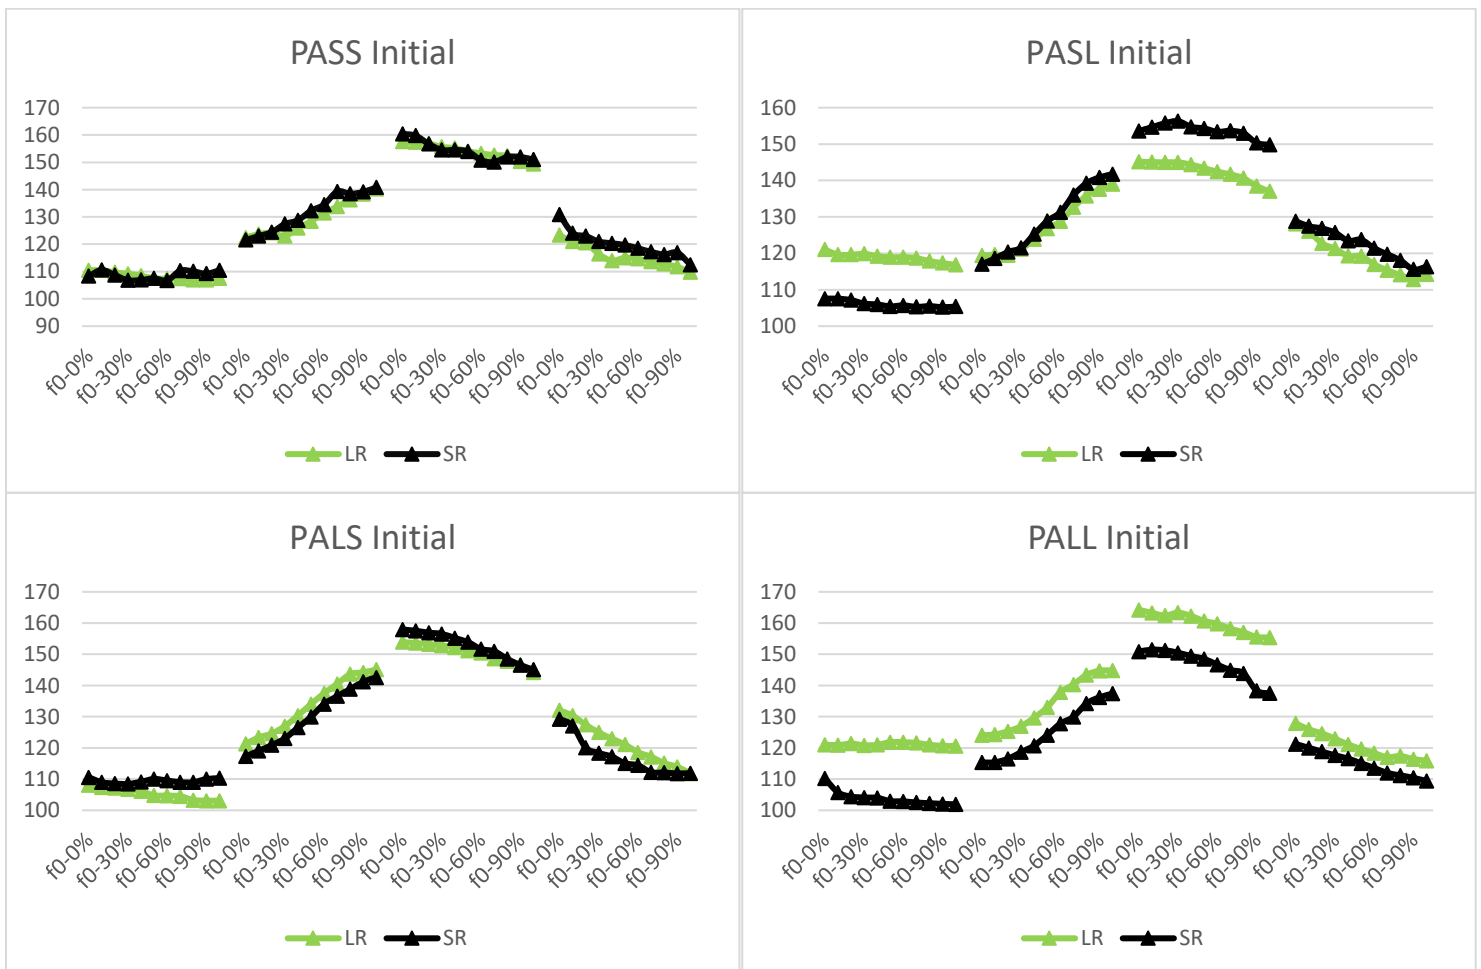 PASS Initial
170
160
150
140
130
120
110
100
90
f0-0%
f0-30%
f0-60%
f0-90%
f0-0%
f0-30%
f0-60%
f0-90%
f0-0%
f0-30%
f0-60%
f0-90%
f0-0%
f0-30%
f0-60%
f0-90%
LR SR
PASL Initial
160
150
140
130
120
110
100
f0-0%
f0-30%
f0-60%
f0-90%
f0-0%
f0-30%
f0-60%
f0-90%
f0-0%
f0-30%
f0-60%
f0-90%
f0-0%
f0-30%
f0-60%
f0-90%
LR SR
PALS Initial
170
160
150
140
130
120
110
100
f0-0%
f0-30%
f0-60%
f0-90%
f0-0%
f0-30%
f0-60%
f0-90%
f0-0%
f0-30%
f0-60%
f0-90%
f0-0%
f0-30%
f0-60%
f0-90%
LR SR
PALL Initial
170
160
150
140
130
120
110
100
f0-0%
f0-30%
f0-60%
f0-90%
f0-0%
f0-30%
f0-60%
f0-90%
f0-0%
f0-30%
f0-60%
f0-90%
f0-0%
f0-30%
f0-60%
f0-90%
LR SR